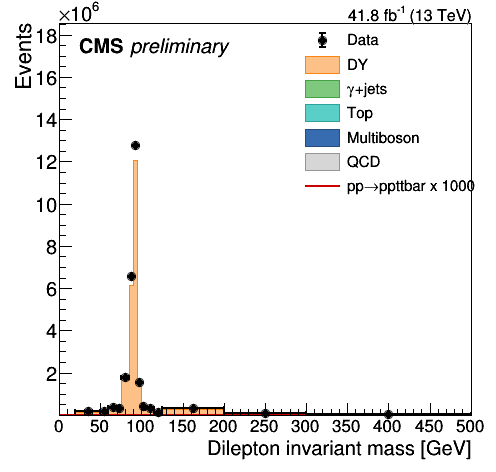 ×10⁶
41.8 fb⁻¹ (13 TeV)
CMS preliminary
Events
Data
DY
γ+jets
Top
Multiboson
QCD
pp→ppttbar x 1000
18
16
14
12
10
8
6
4
2
0 50 100 150 200 250 300 350 400 450 500
Dilepton invariant mass [GeV]